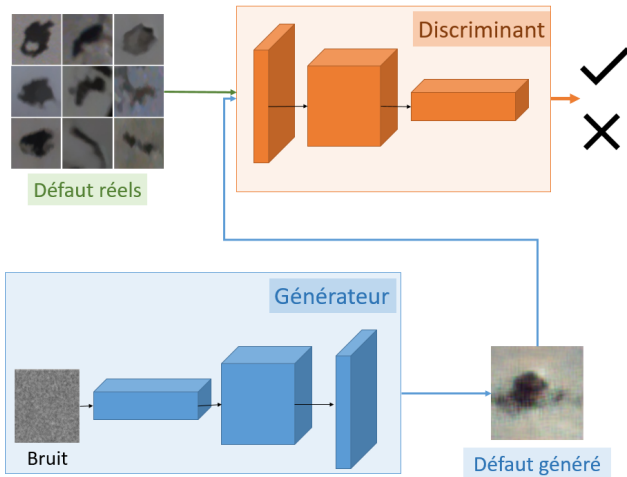 Discriminant
Défaut réels
Générateur
Bruit
Défaut généré